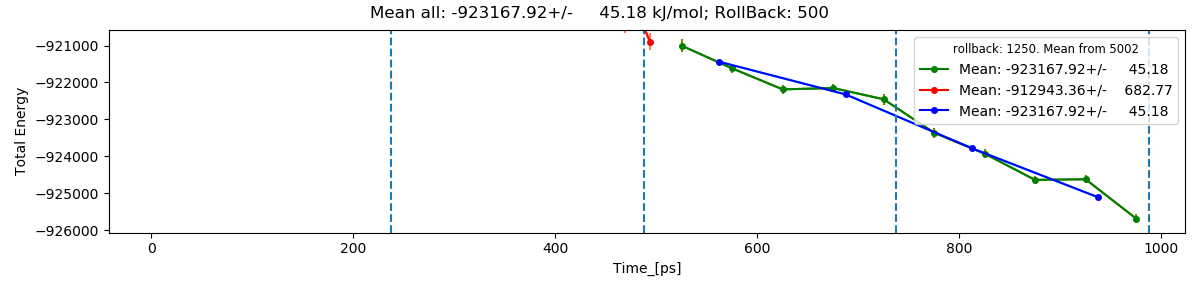 Mean all: -923167.92+/-     45.18 kJ/mol; RollBack: 500
Total Energy
−921000
−922000
−923000
−924000
−925000
−926000
rollback: 1250. Mean from 5002
Mean: -923167.92+/-     45.18
Mean: -912943.36+/-    682.77
Mean: -923167.92+/-     45.18
0
200
400
600
800
1000
Time_[ps]